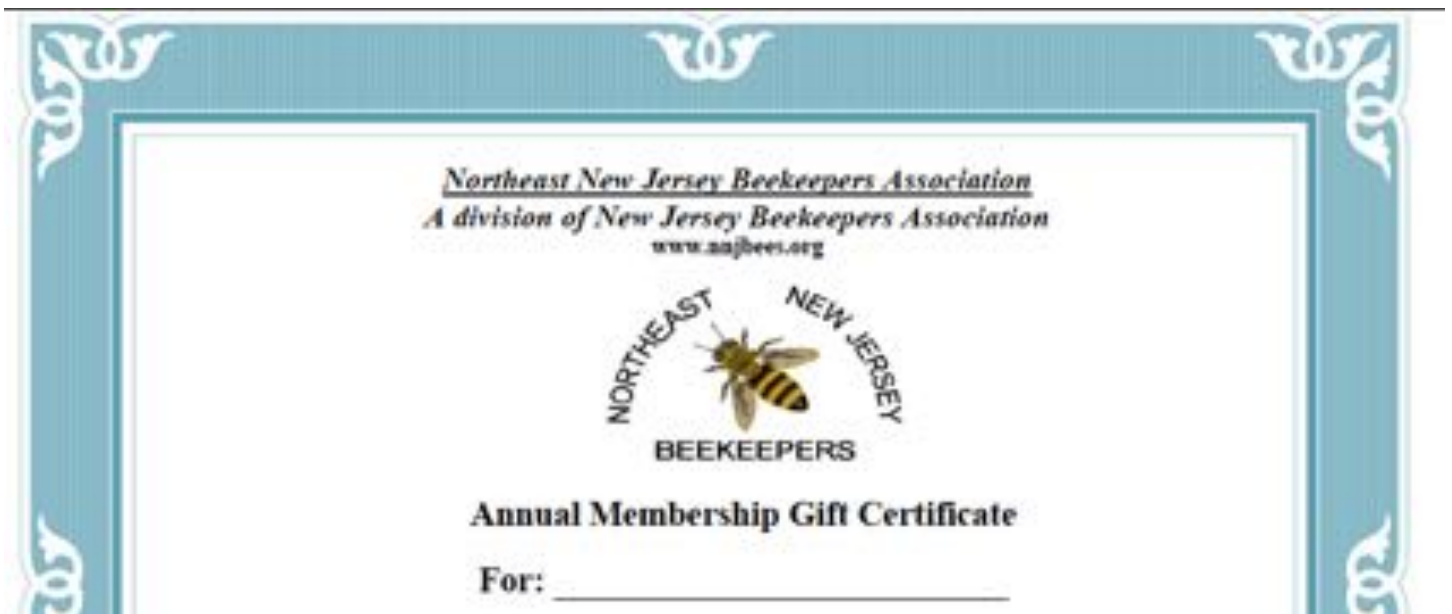 Northeast New Jersey Beekeepers Association
A division of New Jersey Beekeepers Association
www.nnjbees.org
NORTHEAST NEW JERSEY
BEEKEEPERS
Annual Membership Gift Certificate
For: